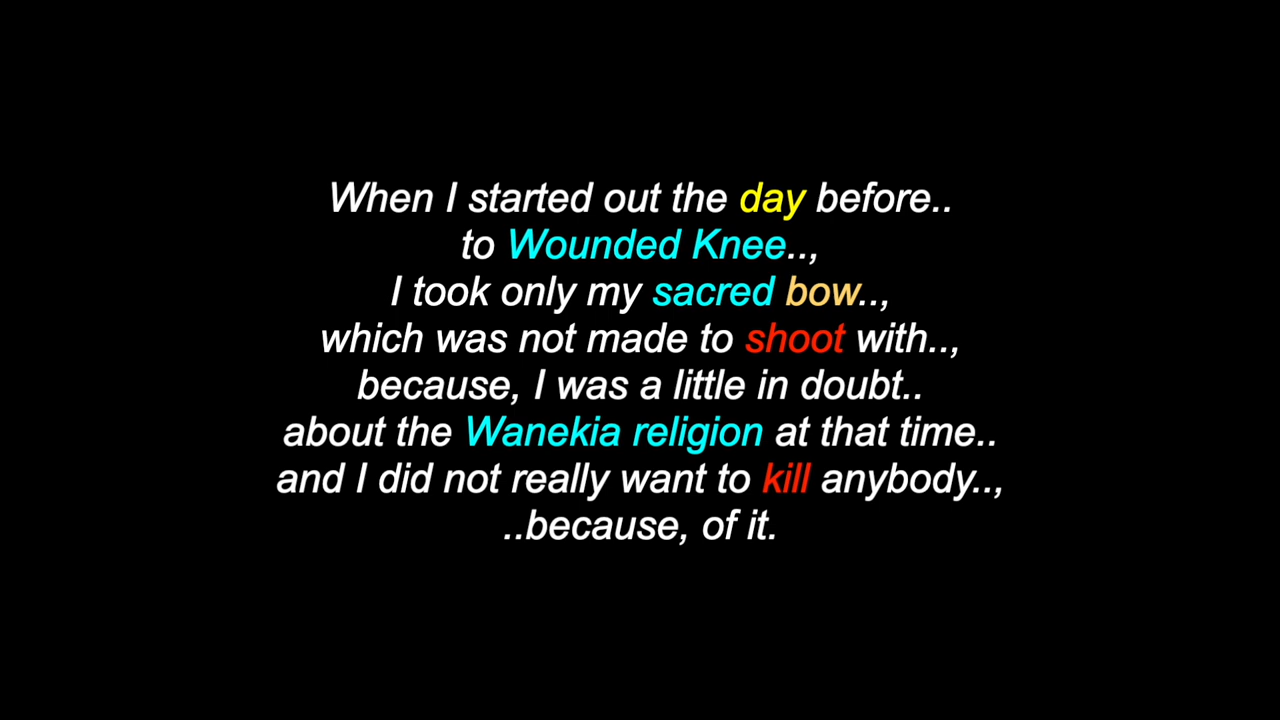 When I started out the day before..
to Wounded Knee..,
I took only my sacred bow..,
which was not made to shoot with..,
because, I was a little in doubt..
about the Wanekia religion at that time..
and I did not really want to kill anybody..,
..because, of it.